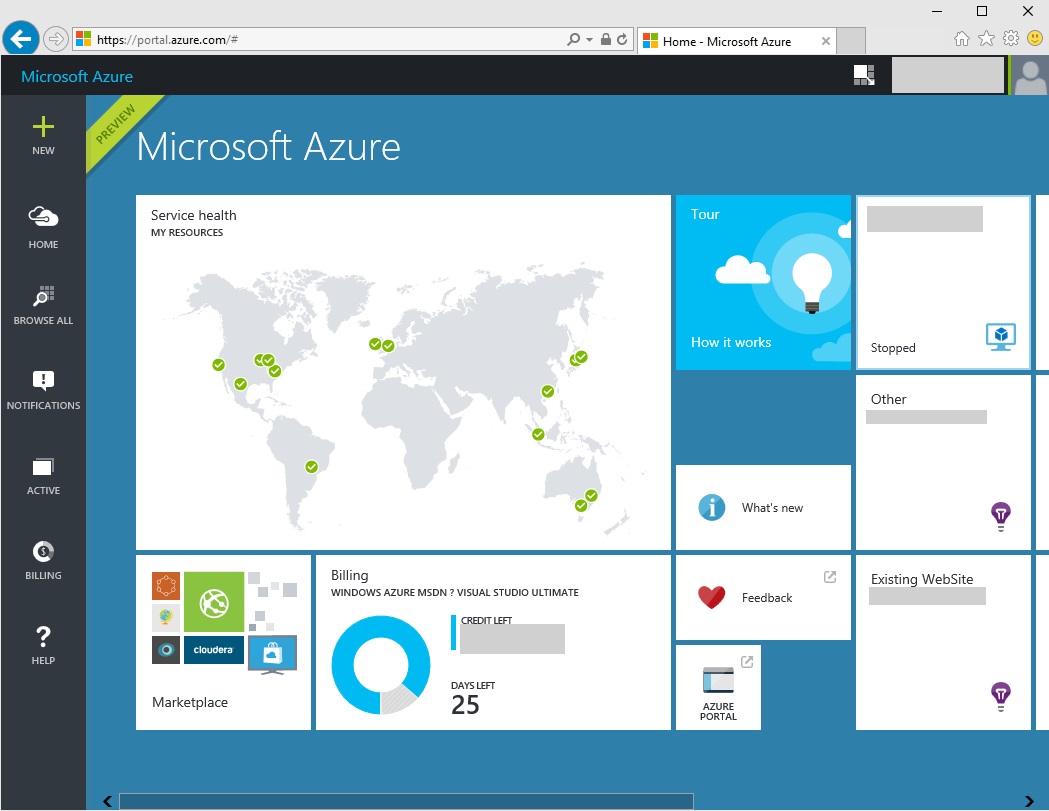 https://portal.azure.com/#
Home - Microsoft Azure
Microsoft Azure
PREVIEW
Microsoft Azure
NEW
HOME
BROWSE ALL
NOTIFICATIONS
ACTIVE
BILLING
HELP
Service health
MY RESOURCES
Tour
How it works
Stopped
Other
What's new
Marketplace
cloudera
Billing
WINDOWS AZURE MSDN ? VISUAL STUDIO ULTIMATE
CREDIT LEFT
DAYS LEFT
25
Feedback
AZURE
PORTAL
Existing WebSite